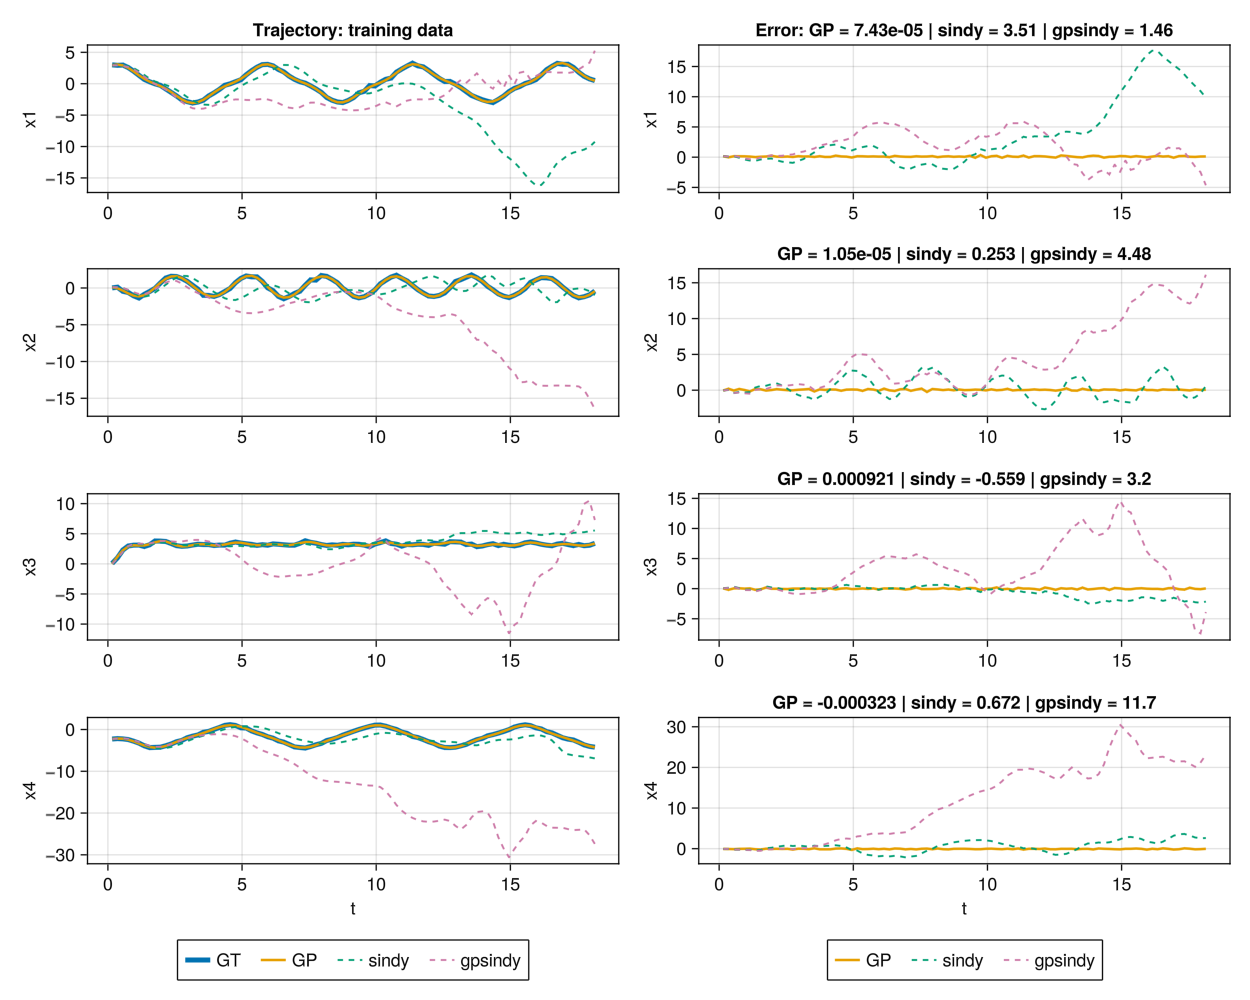 Trajectory: training data
x1
5
0
−5
−10
−15
0 5 10 15
Error: GP = 7.43e-05 | sindy = 3.51 | gpsindy = 1.46
x1
15
10
5
0
−5
0 5 10 15
x2
0
−5
−10
−15
0 5 10 15
GP = 1.05e-05 | sindy = 0.253 | gpsindy = 4.48
x2
15
10
5
0
0 5 10 15
x3
10
5
0
−5
−10
0 5 10 15
GP = 0.000921 | sindy = -0.559 | gpsindy = 3.2
x3
15
10
5
0
−5
0 5 10 15
x4
0
−10
−20
−30
0 5 10 15
t
GP = -0.000323 | sindy = 0.672 | gpsindy = 11.7
x4
30
20
10
0
0 5 10 15
t
GT GP sindy gpsindy
GP sindy gpsindy